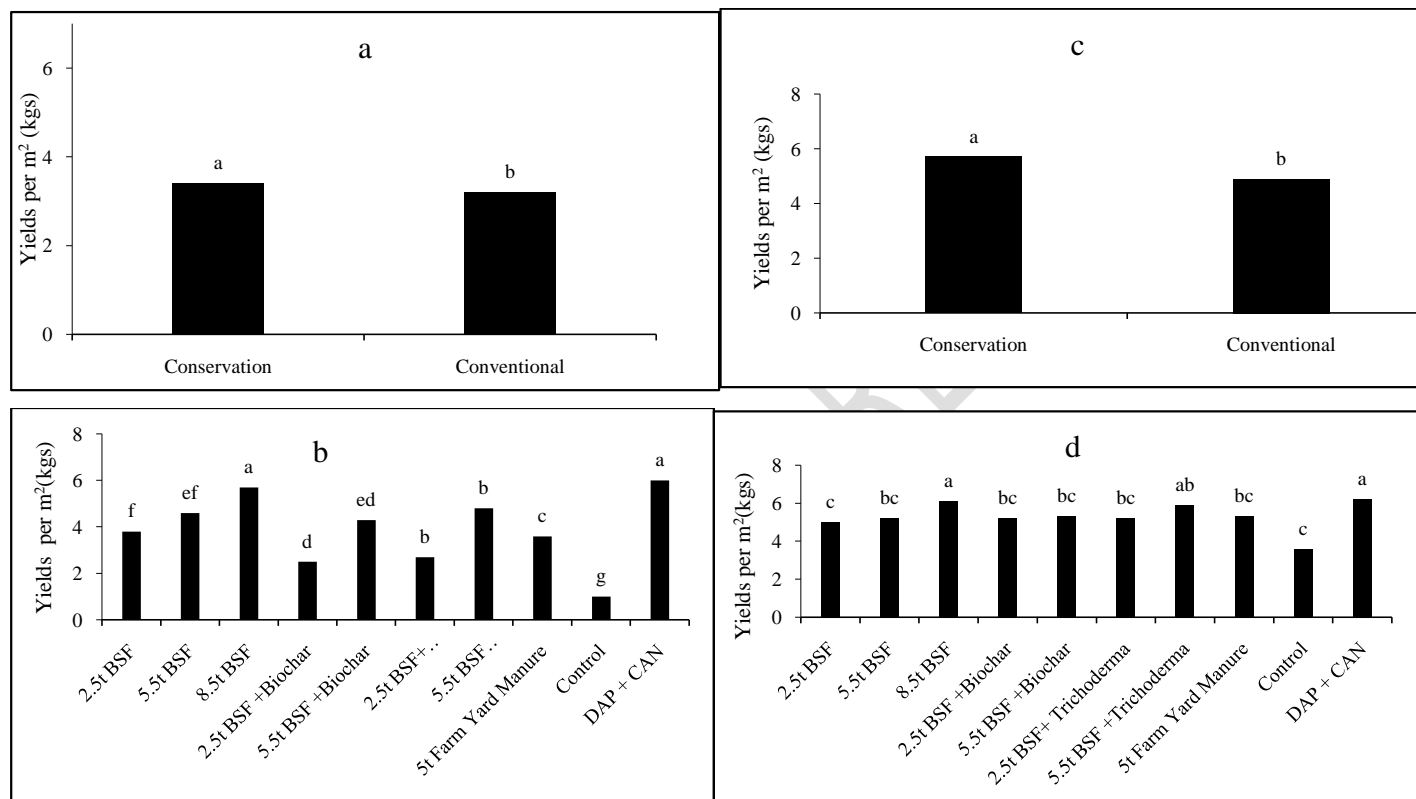 a
Yields per m² (kgs)
6
4
2
0
a
b
Conservation
Conventional
c
Yields per m² (kgs)
8
6
4
2
0
a
b
Conservation
Conventional
b
Yields per m²(kgs)
8
6
4
2
0
f
ef
a
d
ed
b
b
c
g
a
2.5t BSF
5.5t BSF
8.5t BSF
2.5t BSF +Biochar
5.5t BSF +Biochar
2.5t BSF+..
5.5t BSF..
5t Farm Yard Manure
Control
DAP + CAN
d
Yields per m²(kgs)
8
6
4
2
0
c
bc
a
bc
bc
bc
ab
bc
c
a
2.5t BSF
5.5t BSF
8.5t BSF
2.5t BSF +Biochar
5.5t BSF +Biochar
2.5t BSF+ Trichoderma
5.5t BSF +Trichoderma
5t Farm Yard Manure
Control
DAP + CAN